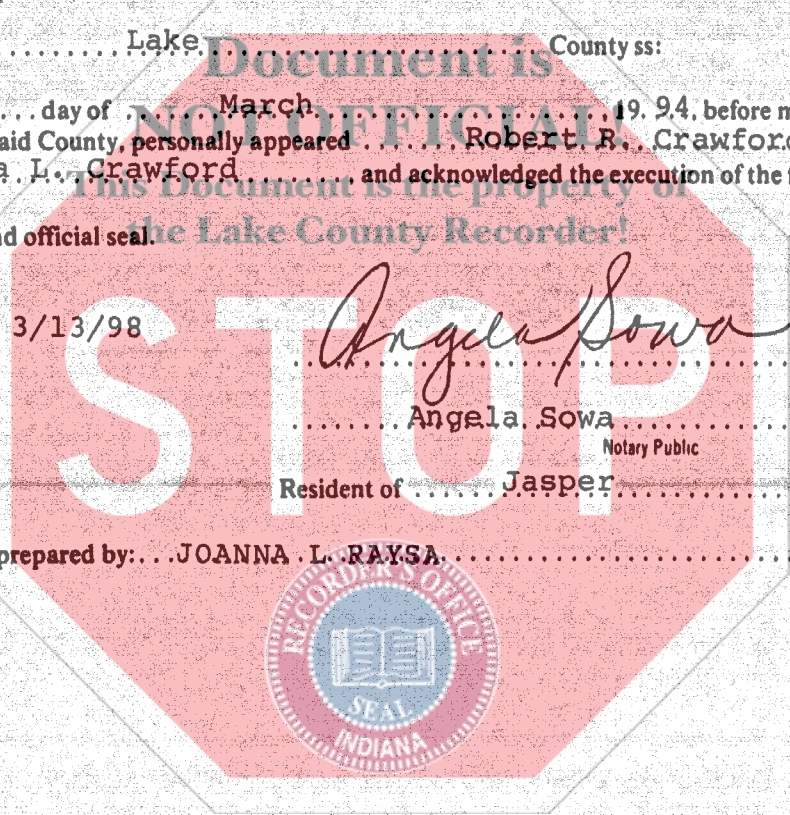 Lake County ss:
Document is
day of March 19 94, before m
NOT OFFICIAL!
aid County, personally appeared Robert R. Crawford
a L. Crawford and acknowledged the execution of the f
This Document is the property of
the Lake County Recorder!
nd official seal.
3/13/98
Angela Sowa
STOP
Angela Sowa
Notary Public
Resident of Jasper
prepared by: JOANNA L. RAYSA
RECORDER'S OFFICE
SEAL
INDIANA